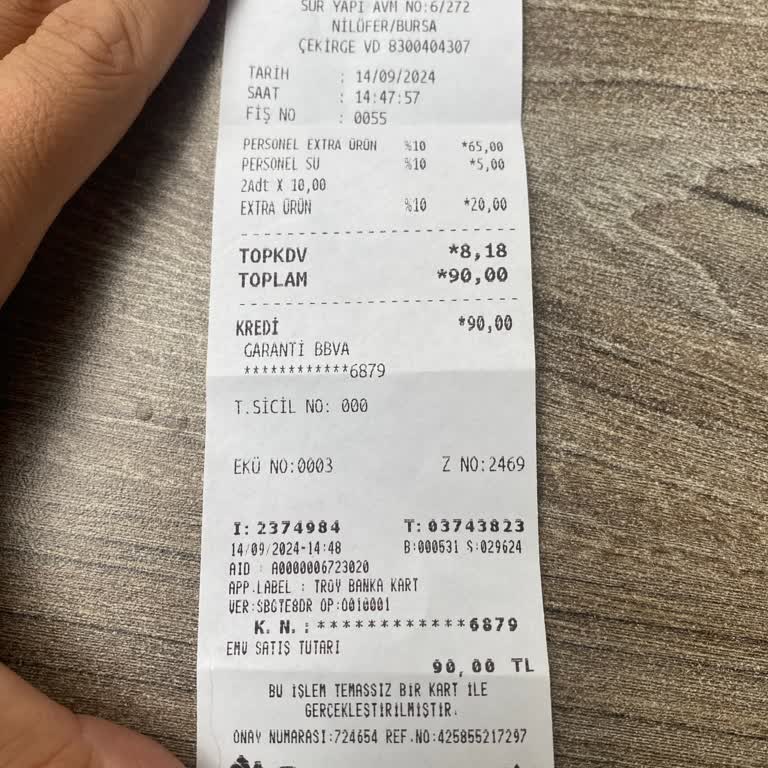 SUR YAPI AVM NO:6/272
NİLÜFER/BURSA
ÇEKİRGE VD 8300404307
TARİH : 14/09/2024
SAAT : 14:47:57
FİŞ NO : 0055
PERSONEL EXTRA ÜRÜN %10 *65,00
PERSONEL SU %10 *5,00
2Adt X 10,00
EXTRA ÜRÜN %10 *20,00
TOPKDV *8,18
TOPLAM *90,00
KREDİ *90,00
GARANTİ BBVA
************6879
T.SİCİL NO: 000
EKÜ NO:0003 Z NO:2469
I: 2374984 T: 03743823
14/09/2024-14:48 B:000531 S:029624
AID : A0000006723020
APP.LABEL : TROY BANKA KART
VER:SBGTE8DR OP:0010001
K. N. :************6879
EMV SATIŞ TUTARI
90,00 TL
BU İŞLEM TEMASSIZ BİR KART İLE
GERÇEKLEŞTİRİLMİŞTİR.
ONAY NUMARASI:724654 REF.NO:425855217297